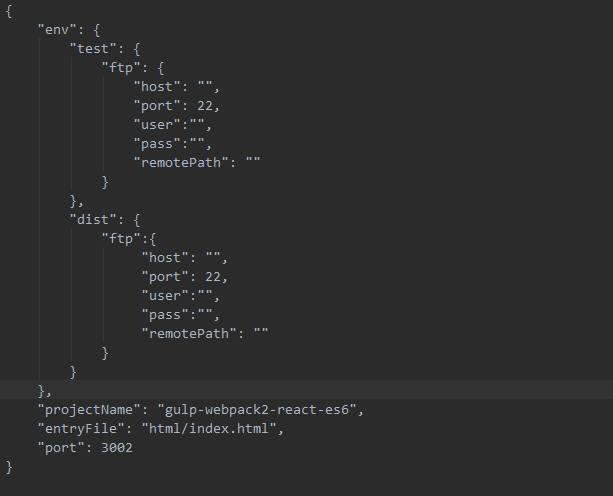 {
    "env": {
        "test": {
            "ftp": {
                "host": "",
                "port": 22,
                "user":"",
                "pass":"",
                "remotePath": ""
            }
        },
        "dist": {
            "ftp":{
                 "host": "",
                 "port": 22,
                 "user":"",
                 "pass":"",
                 "remotePath": ""
            }
        }
    },
    "projectName": "gulp-webpack2-react-es6",
    "entryFile": "html/index.html",
    "port": 3002
}